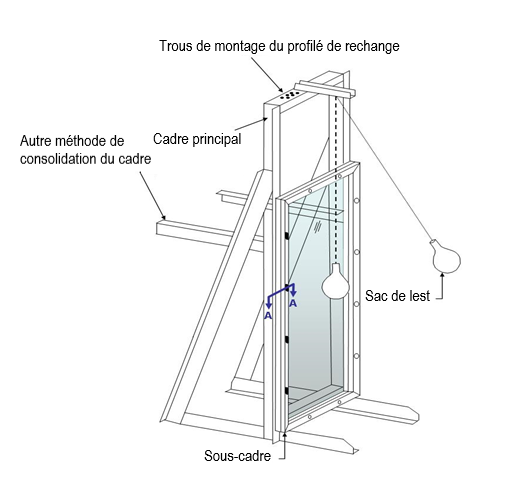 Trous de montage du profilé de rechange
Autre méthode de
consolidation du cadre
Cadre principal
Sac de lest
A
A
Sous-cadre